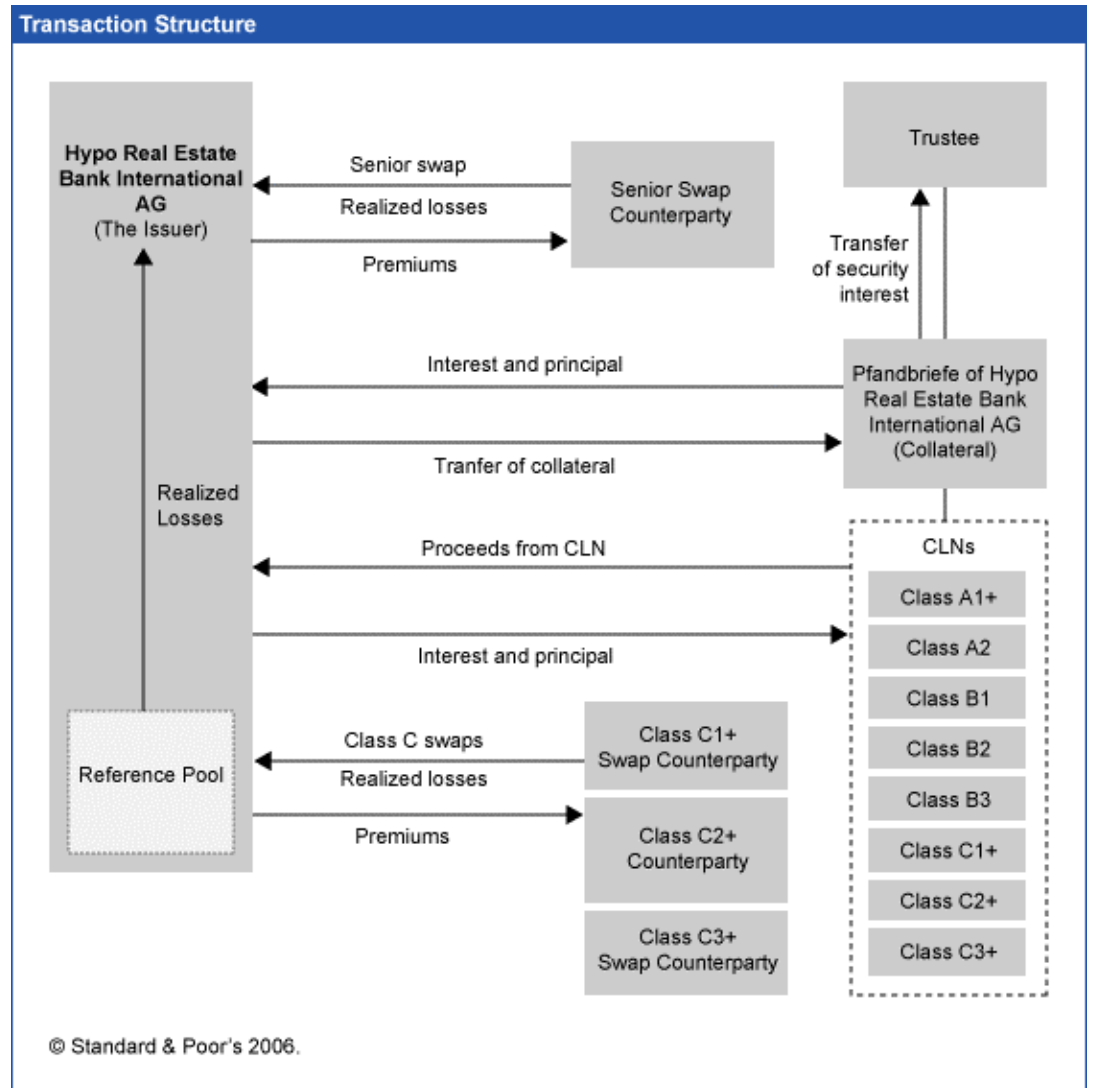 Transaction Structure
Hypo Real Estate
Bank International
AG
(The Issuer)
Senior swap
Realized losses
Premiums
Senior Swap
Counterparty
Trustee
Transfer
of security
interest
Interest and principal
Tranfer of collateral
Pfandbriefe of Hypo
Real Estate Bank
International AG
(Collateral)
Realized
Losses
Proceeds from CLN
Interest and principal
CLNs
Class A1+
Class A2
Class B1
Class B2
Class B3
Class C1+
Class C2+
Class C3+
Reference Pool
Class C swaps
Realized losses
Premiums
Class C1+
Swap Counterparty
Class C2+
Counterparty
Class C3+
Swap Counterparty
© Standard & Poor's 2006.